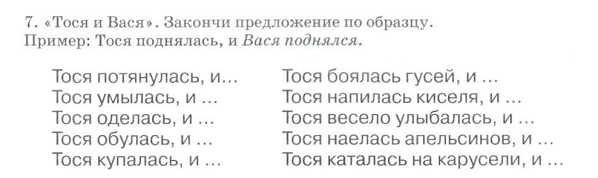 7. «Тося и Вася». Закончи предложение по образцу.
Пример: Тося поднялась, и Вася поднялся.
Тося потянулась, и...
Тося умылась, и ...
Тося оделась, и ...
Тося обулась, и ...
Тося купалась, и ...
Тося боялась гусей, и ...
Тося напилась киселя, и ...
Тося весело улыбалась, и ...
Тося наелась апельсинов, и ...
Тося каталась на карусели, и ...